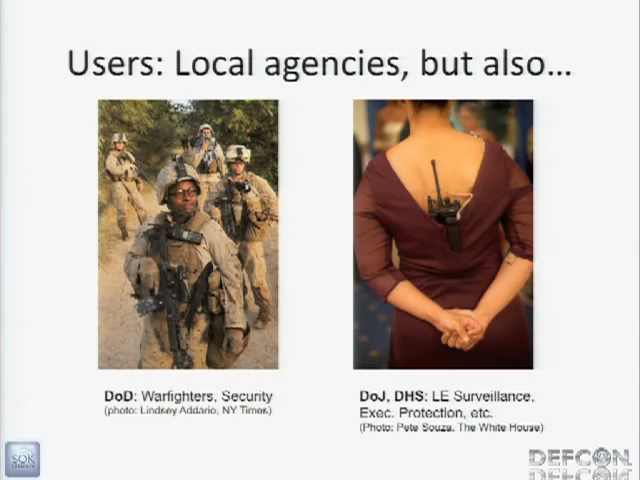 Users: Local agencies, but also…
DoD: Warfighters, Security
(photo: Lindsey Addario, NY Times)
DoJ, DHS: LE Surveillance,
Exec. Protection, etc.
(Photo: Pete Souza, The White House)
SOK
DEFCON